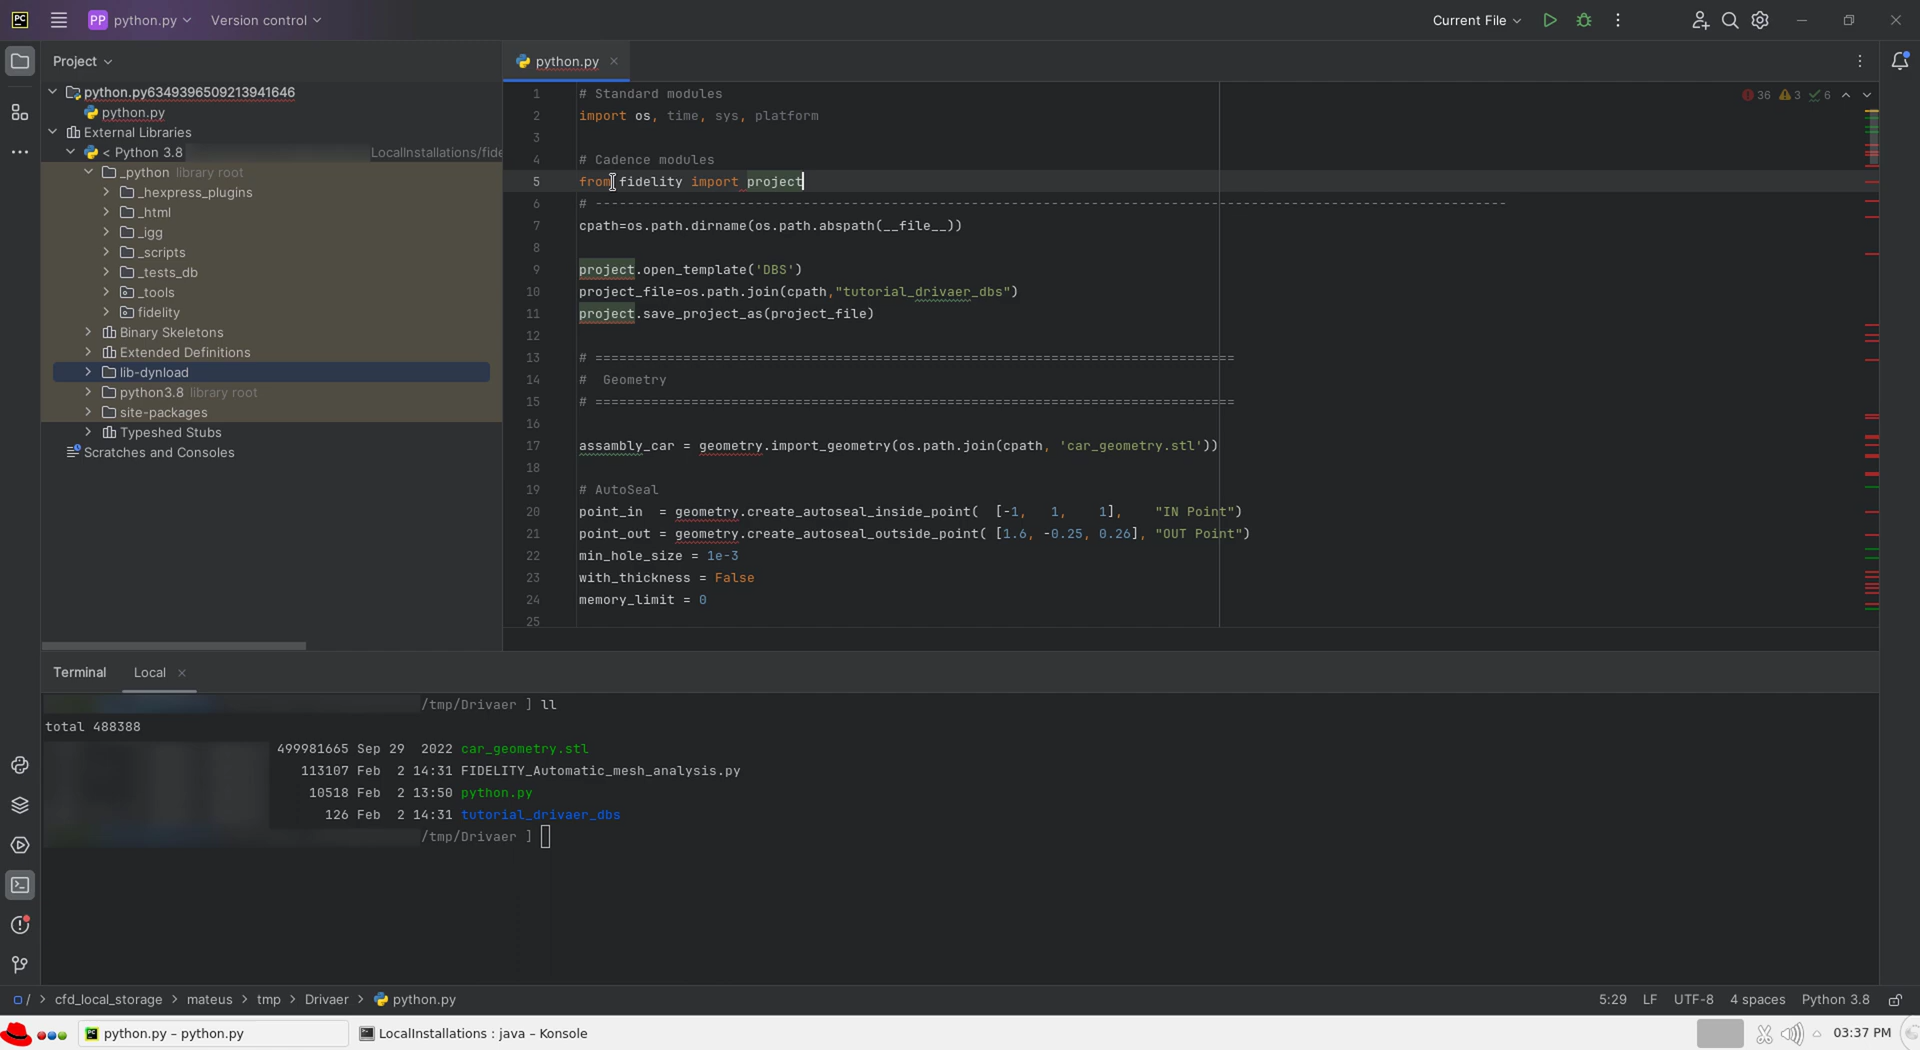 PP python.py Version control Current File
Project
python.py6349396509213941646
python.py
External Libraries
< Python 3.8 LocalInstallations/fide
_python library root
_hexpress_plugins
_html
_igg
_scripts
_tests_db
_tools
fidelity
Binary Skeletons
Extended Definitions
lib-dynload
python3.8 library root
site-packages
Typeshed Stubs
Scratches and Consoles
python.py
36 3 6
1 # Standard modules
2 import os, time, sys, platform
3
4 # Cadence modules
5 from fidelity import project
6 # ------------------------------------------------------------------------------------------------------------------
7 cpath=os.path.dirname(os.path.abspath(__file__))
8
9 project.open_template('DBS')
10 project_file=os.path.join(cpath,"tutorial_drivaer_dbs")
11 project.save_project_as(project_file)
12
13 # ================================================================================
14 #  Geometry
15 # ================================================================================
16
17 assambly_car = geometry.import_geometry(os.path.join(cpath, 'car_geometry.stl'))
18
19 # AutoSeal
20 point_in  = geometry.create_autoseal_inside_point(  [-1,   1,    1],    "IN Point")
21 point_out = geometry.create_autoseal_outside_point( [1.6, -0.25, 0.26], "OUT Point")
22 min_hole_size = 1e-3
23 with_thickness = False
24 memory_limit = 0
25
Terminal Local
/tmp/Drivaer ] ll
total 488388
499981665 Sep 29  2022 car_geometry.stl
113107 Feb  2 14:31 FIDELITY_Automatic_mesh_analysis.py
10518 Feb  2 13:50 python.py
126 Feb  2 14:31 tutorial_drivaer_dbs
/tmp/Drivaer ]
/ > cfd_local_storage > mateus > tmp > Drivaer > python.py 5:29 LF UTF-8 4 spaces Python 3.8
python.py – python.py LocalInstallations : java – Konsole 03:37 PM